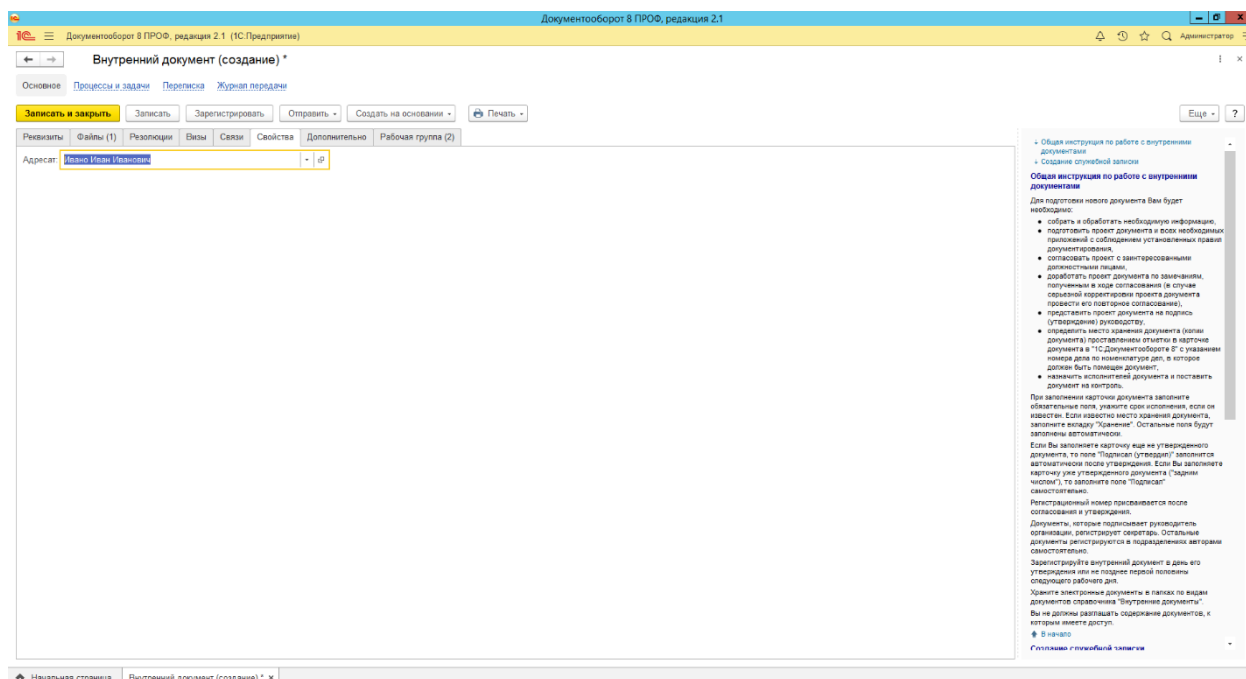 Документооборот 8 ПРОФ, редакция 2.1
Документооборот 8 ПРОФ, редакция 2.1 (1С:Предприятие)
Администратор
Внутренний документ (создание) *
Основное Процессы и задачи Переписка Журнал передачи
Записать и закрыть Записать Зарегистрировать Отправить Создать на основании Печать Еще ?
Реквизиты Файлы (1) Резолюции Визы Связи Свойства Дополнительно Рабочая группа (2)
Адресат: Ивано Иван Иванович
Общая инструкция по работе с внутренними
документами
Создание служебной записки
Общая инструкция по работе с внутренними
документами
Для подготовки нового документа Вам будет
необходимо:
собрать и обработать необходимую информацию,
подготовить проект документа и всех необходимых
приложений с соблюдением установленных правил
документирования,
согласовать проект с заинтересованными
должностными лицами,
доработать проект документа по замечаниям,
полученным в ходе согласования (в случае
серьезной корректировки проекта документа
провести его повторное согласование),
представить проект документа на подпись
(утверждение) руководству,
определить место хранения документа (копии
документа) проставлением отметки в карточке
документа в "1С:Документообороте 8" с указанием
номера дела по номенклатуре дел, в которое
должен быть помещен документ,
назначить исполнителей документа и поставить
документ на контроль.
При заполнении карточки документа заполните
обязательные поля, укажите срок исполнения, если он
известен. Если известно место хранения документа,
заполните вкладку "Хранение". Остальные поля будут
заполнены автоматически.
Если Вы заполняете карточку еще не утвержденного
документа, то поле "Подписал (утвердил)" заполнится
автоматически после утверждения. Если Вы заполняете
карточку уже утвержденного документа ("задним
числом"), то заполните поле "Подписал"
самостоятельно.
Регистрационный номер присваивается после
согласования и утверждения.
Документы, которые подписывает руководитель
организации, регистрирует секретарь. Остальные
документы регистрируются в подразделениях авторами
самостоятельно.
Зарегистрируйте внутренний документ в день его
утверждения или не позднее первой половины
следующего рабочего дня.
Храните электронные документы в папках по видам
документов справочника "Внутренние документы".
Вы не должны разглашать содержание документов, к
которым имеете доступ.
В начало
Создание служебной записки
Начальная страница Внутренний документ (создание) * ×